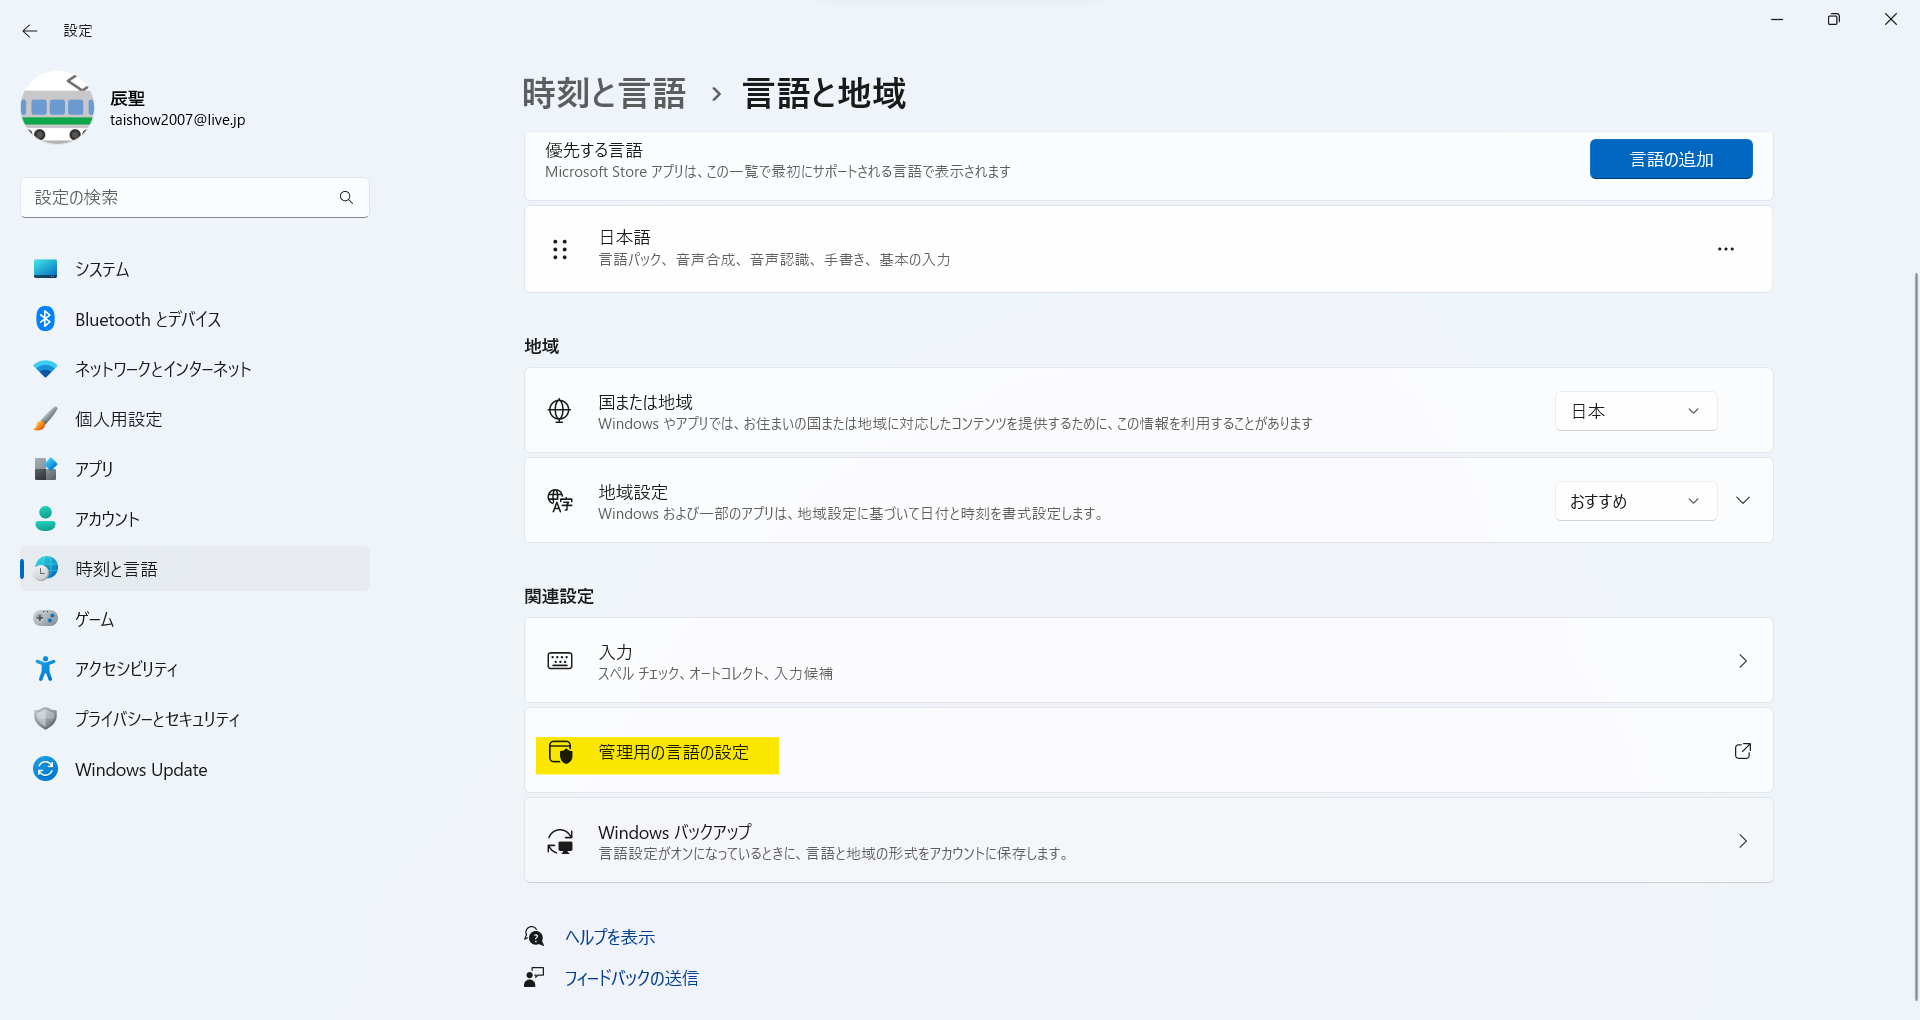 設定
辰聖
taishow2007@live.jp
設定の検索
システム
Bluetooth とデバイス
ネットワークとインターネット
個人用設定
アプリ
アカウント
時刻と言語
ゲーム
アクセシビリティ
プライバシーとセキュリティ
Windows Update
時刻と言語 › 言語と地域
優先する言語
Microsoft Store アプリは、この一覧で最初にサポートされる言語で表示されます
言語の追加
日本語
言語パック、音声合成、音声認識、手書き、基本の入力
地域
国または地域
Windows やアプリでは、お住まいの国または地域に対応したコンテンツを提供するために、この情報を利用することがあります
日本
地域設定
Windows および一部のアプリは、地域設定に基づいて日付と時刻を書式設定します。
おすすめ
関連設定
入力
スペル チェック、オートコレクト、入力候補
管理用の言語の設定
Windows バックアップ
言語設定がオンになっているときに、言語と地域の形式をアカウントに保存します。
ヘルプを表示
フィードバックの送信